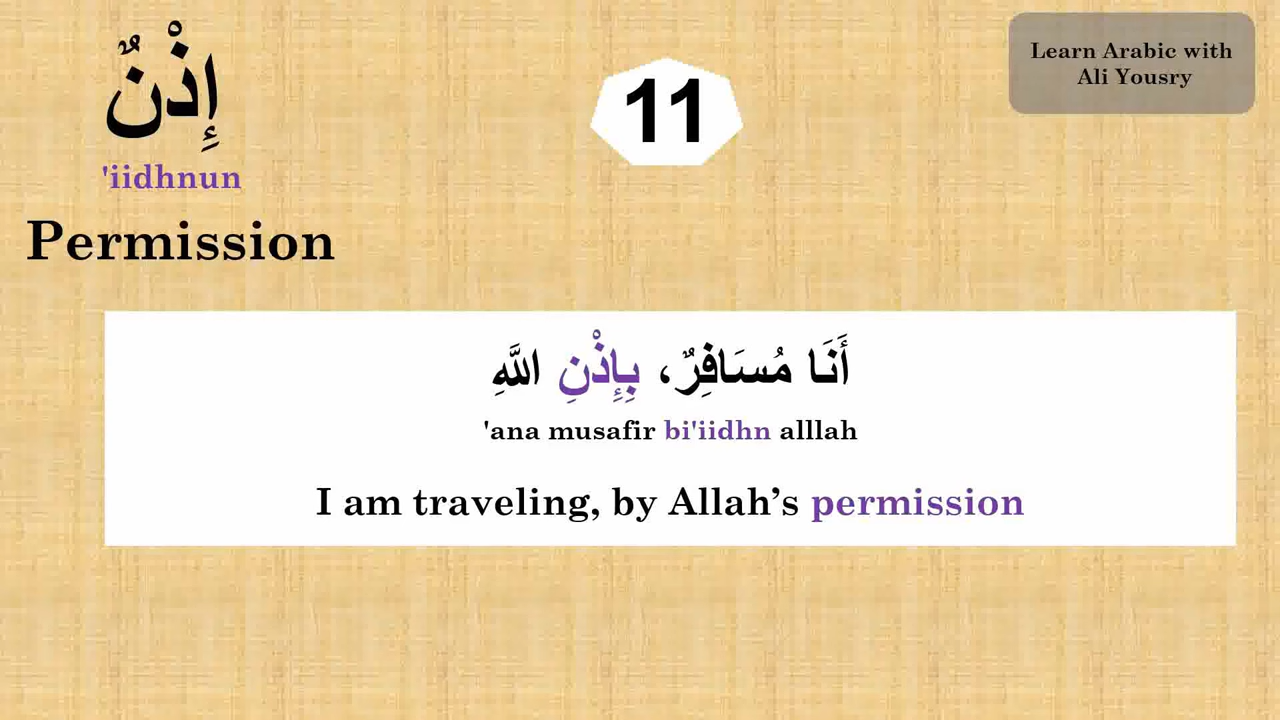 إِذْنٌ
'iidhnun
Permission
11
Learn Arabic with
Ali Yousry
أَنَا مُسَافِرٌ، بِإِذْنِ اللَّهِ
'ana musafir bi'iidhn alllah
I am traveling, by Allah’s permission